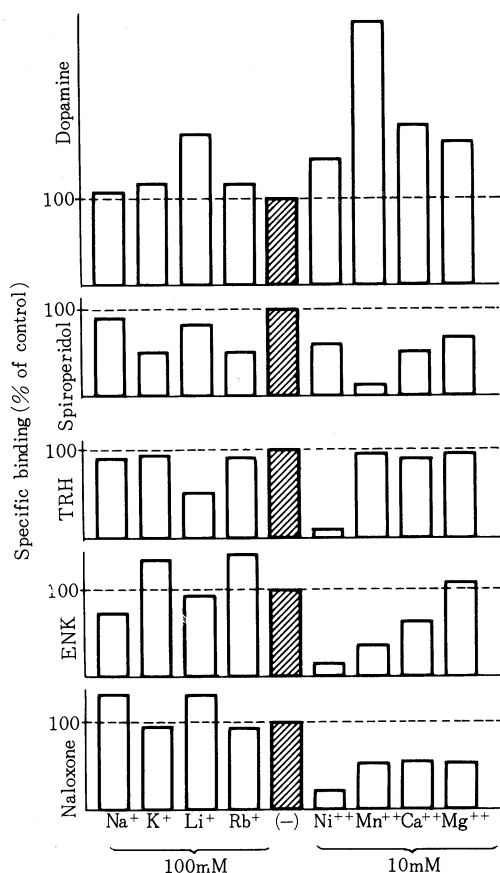 Specific binding (% of control)
Dopamine
100
Spiroperidol
100
TRH
100
ENK
100
Naloxone
100
Na+ K+ Li+ Rb+ (−) Ni++ Mn++ Ca++ Mg++
100mM 10mM